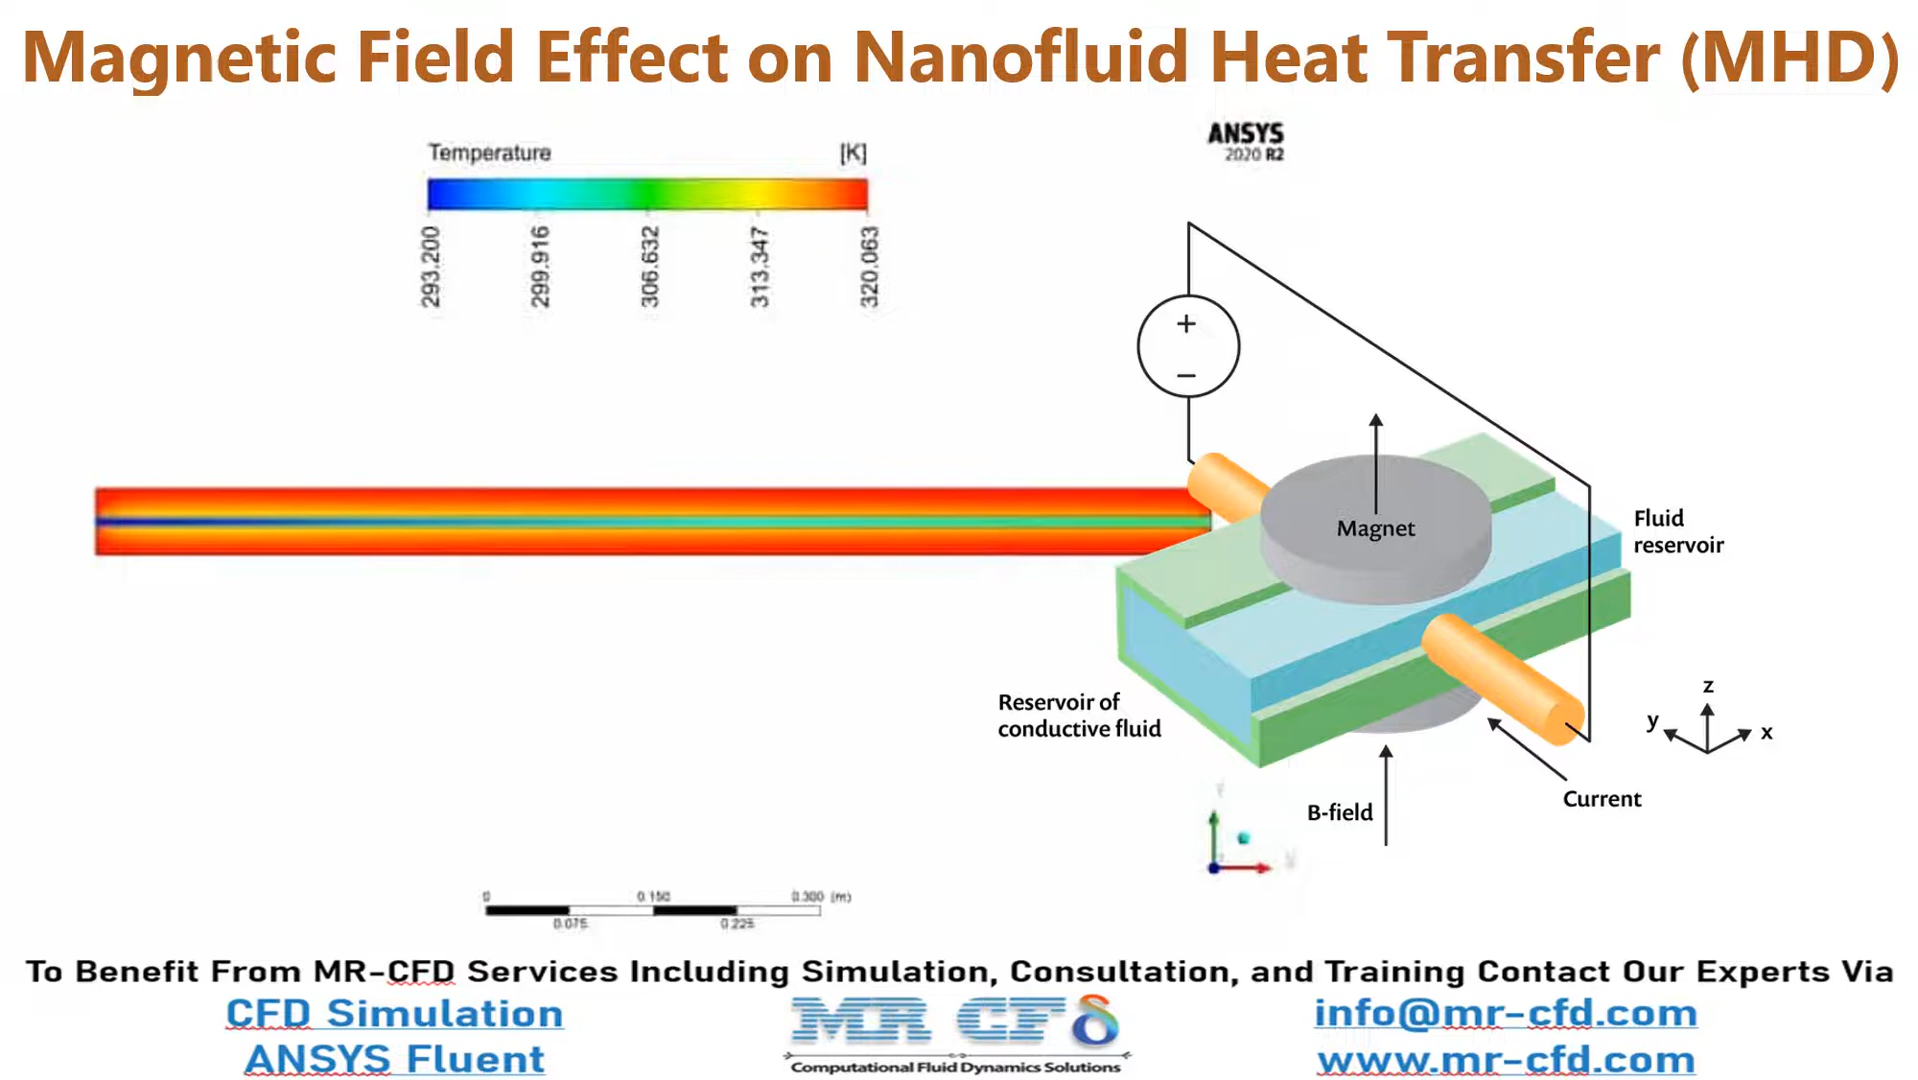 Magnetic Field Effect on Nanofluid Heat Transfer (MHD)
Temperature [K]
293.200
299.916
306.632
313.347
320.063
ANSYS
2020 R2
+
−
Magnet
Fluid
reservoir
Reservoir of
conductive fluid
B-field
Current
z
y
x
Y
0 0.150 0.300 (m)
0.075 0.225
To Benefit From MR-CFD Services Including Simulation, Consultation, and Training Contact Our Experts Via
CFD Simulation
ANSYS Fluent
MR CFδ
Computational Fluid Dynamics Solutions
info@mr-cfd.com
www.mr-cfd.com